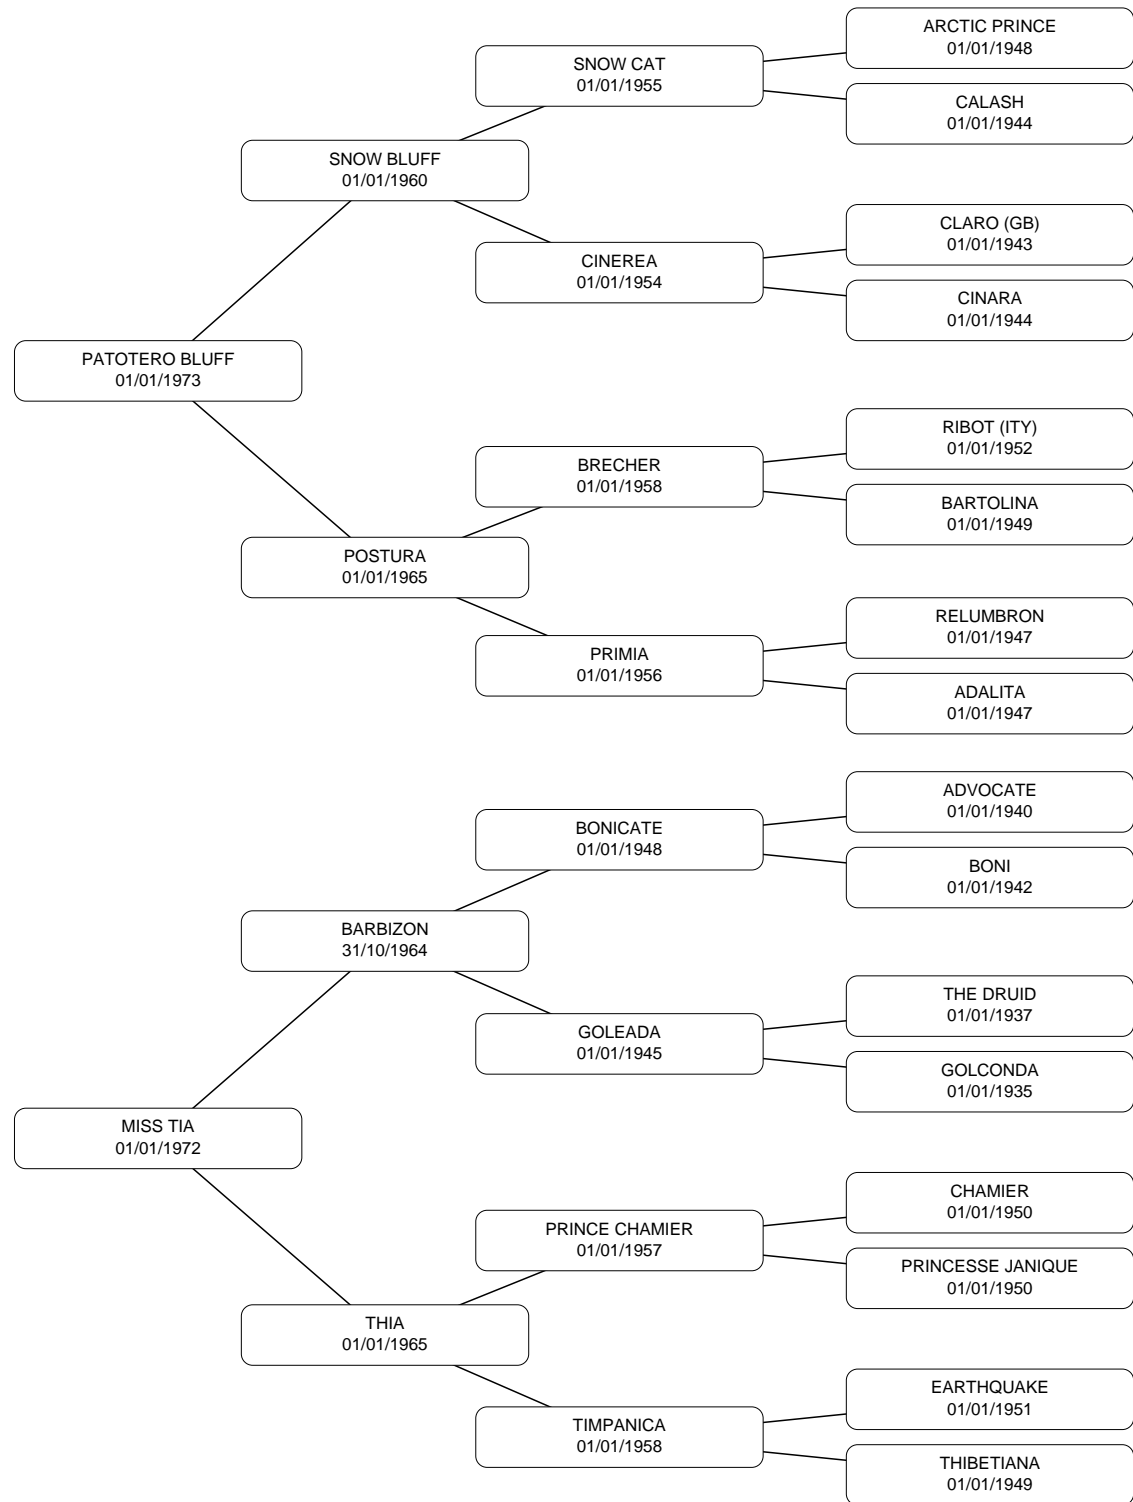 ARCTIC PRINCE
01/01/1948
SNOW CAT
01/01/1955
CALASH
01/01/1944
SNOW BLUFF
01/01/1960
CLARO (GB)
01/01/1943
CINEREA
01/01/1954
CINARA
01/01/1944
PATOTERO BLUFF
01/01/1973
RIBOT (ITY)
01/01/1952
BRECHER
01/01/1958
BARTOLINA
01/01/1949
POSTURA
01/01/1965
RELUMBRON
01/01/1947
PRIMIA
01/01/1956
ADALITA
01/01/1947
ADVOCATE
01/01/1940
BONICATE
01/01/1948
BONI
01/01/1942
BARBIZON
31/10/1964
THE DRUID
01/01/1937
GOLEADA
01/01/1945
GOLCONDA
01/01/1935
MISS TIA
01/01/1972
CHAMIER
01/01/1950
PRINCE CHAMIER
01/01/1957
PRINCESSE JANIQUE
01/01/1950
THIA
01/01/1965
EARTHQUAKE
01/01/1951
TIMPANICA
01/01/1958
THIBETIANA
01/01/1949